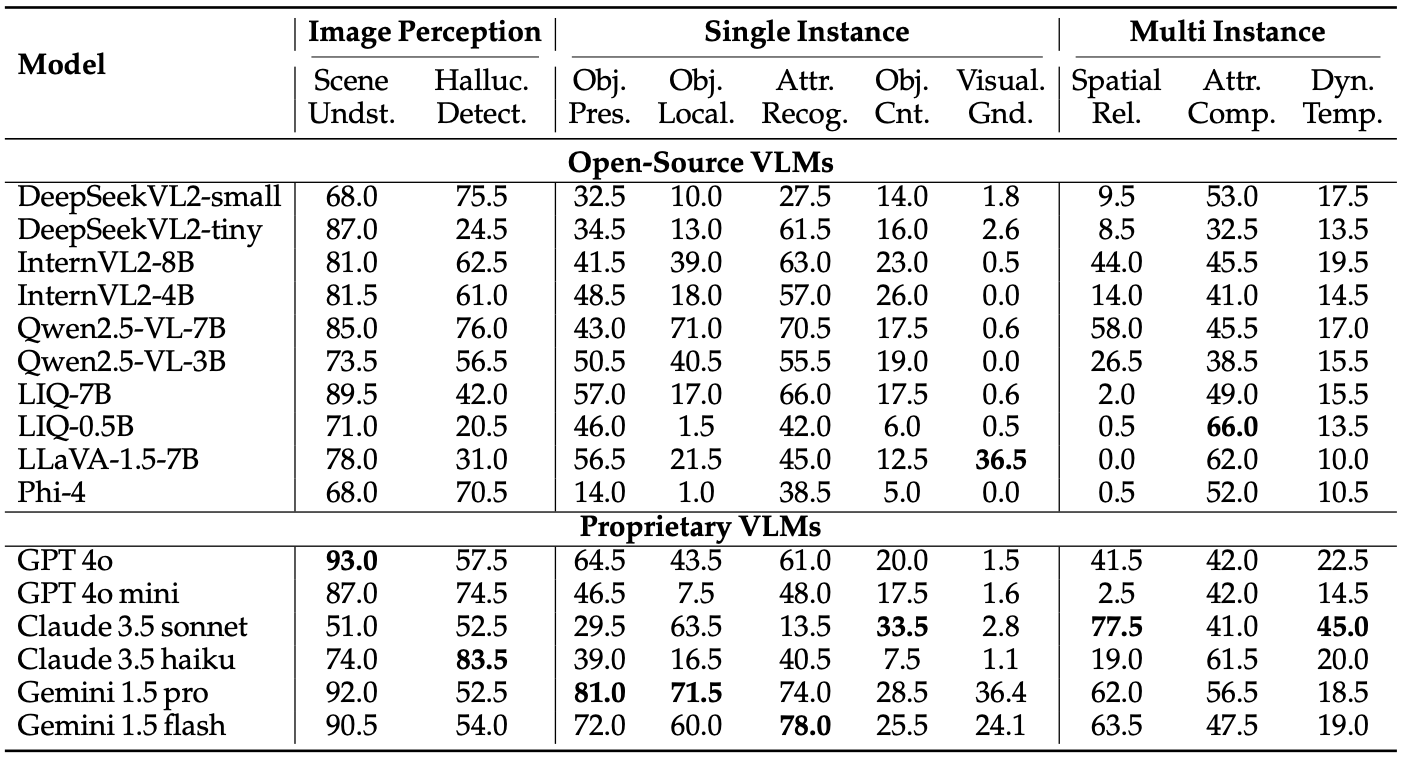 Model Image Perception Single Instance Multi Instance
Scene Undst. Halluc. Detect. Obj. Pres. Obj. Local. Attr. Recog. Obj. Cnt. Visual. Gnd. Spatial Rel. Attr. Comp. Dyn. Temp.
Open-Source VLMs
DeepSeekVL2-small 68.0 75.5 32.5 10.0 27.5 14.0 1.8 9.5 53.0 17.5
DeepSeekVL2-tiny 87.0 24.5 34.5 13.0 61.5 16.0 2.6 8.5 32.5 13.5
InternVL2-8B 81.0 62.5 41.5 39.0 63.0 23.0 0.5 44.0 45.5 19.5
InternVL2-4B 81.5 61.0 48.5 18.0 57.0 26.0 0.0 14.0 41.0 14.5
Qwen2.5-VL-7B 85.0 76.0 43.0 71.0 70.5 17.5 0.6 58.0 45.5 17.0
Qwen2.5-VL-3B 73.5 56.5 50.5 40.5 55.5 19.0 0.0 26.5 38.5 15.5
LIQ-7B 89.5 42.0 57.0 17.0 66.0 17.5 0.6 2.0 49.0 15.5
LIQ-0.5B 71.0 20.5 46.0 1.5 42.0 6.0 0.5 0.5 66.0 13.5
LLaVA-1.5-7B 78.0 31.0 56.5 21.5 45.0 12.5 36.5 0.0 62.0 10.0
Phi-4 68.0 70.5 14.0 1.0 38.5 5.0 0.0 0.5 52.0 10.5
Proprietary VLMs
GPT 4o 93.0 57.5 64.5 43.5 61.0 20.0 1.5 41.5 42.0 22.5
GPT 4o mini 87.0 74.5 46.5 7.5 48.0 17.5 1.6 2.5 42.0 14.5
Claude 3.5 sonnet 51.0 52.5 29.5 63.5 13.5 33.5 2.8 77.5 41.0 45.0
Claude 3.5 haiku 74.0 83.5 39.0 16.5 40.5 7.5 1.1 19.0 61.5 20.0
Gemini 1.5 pro 92.0 52.5 81.0 71.5 74.0 28.5 36.4 62.0 56.5 18.5
Gemini 1.5 flash 90.5 54.0 72.0 60.0 78.0 25.5 24.1 63.5 47.5 19.0